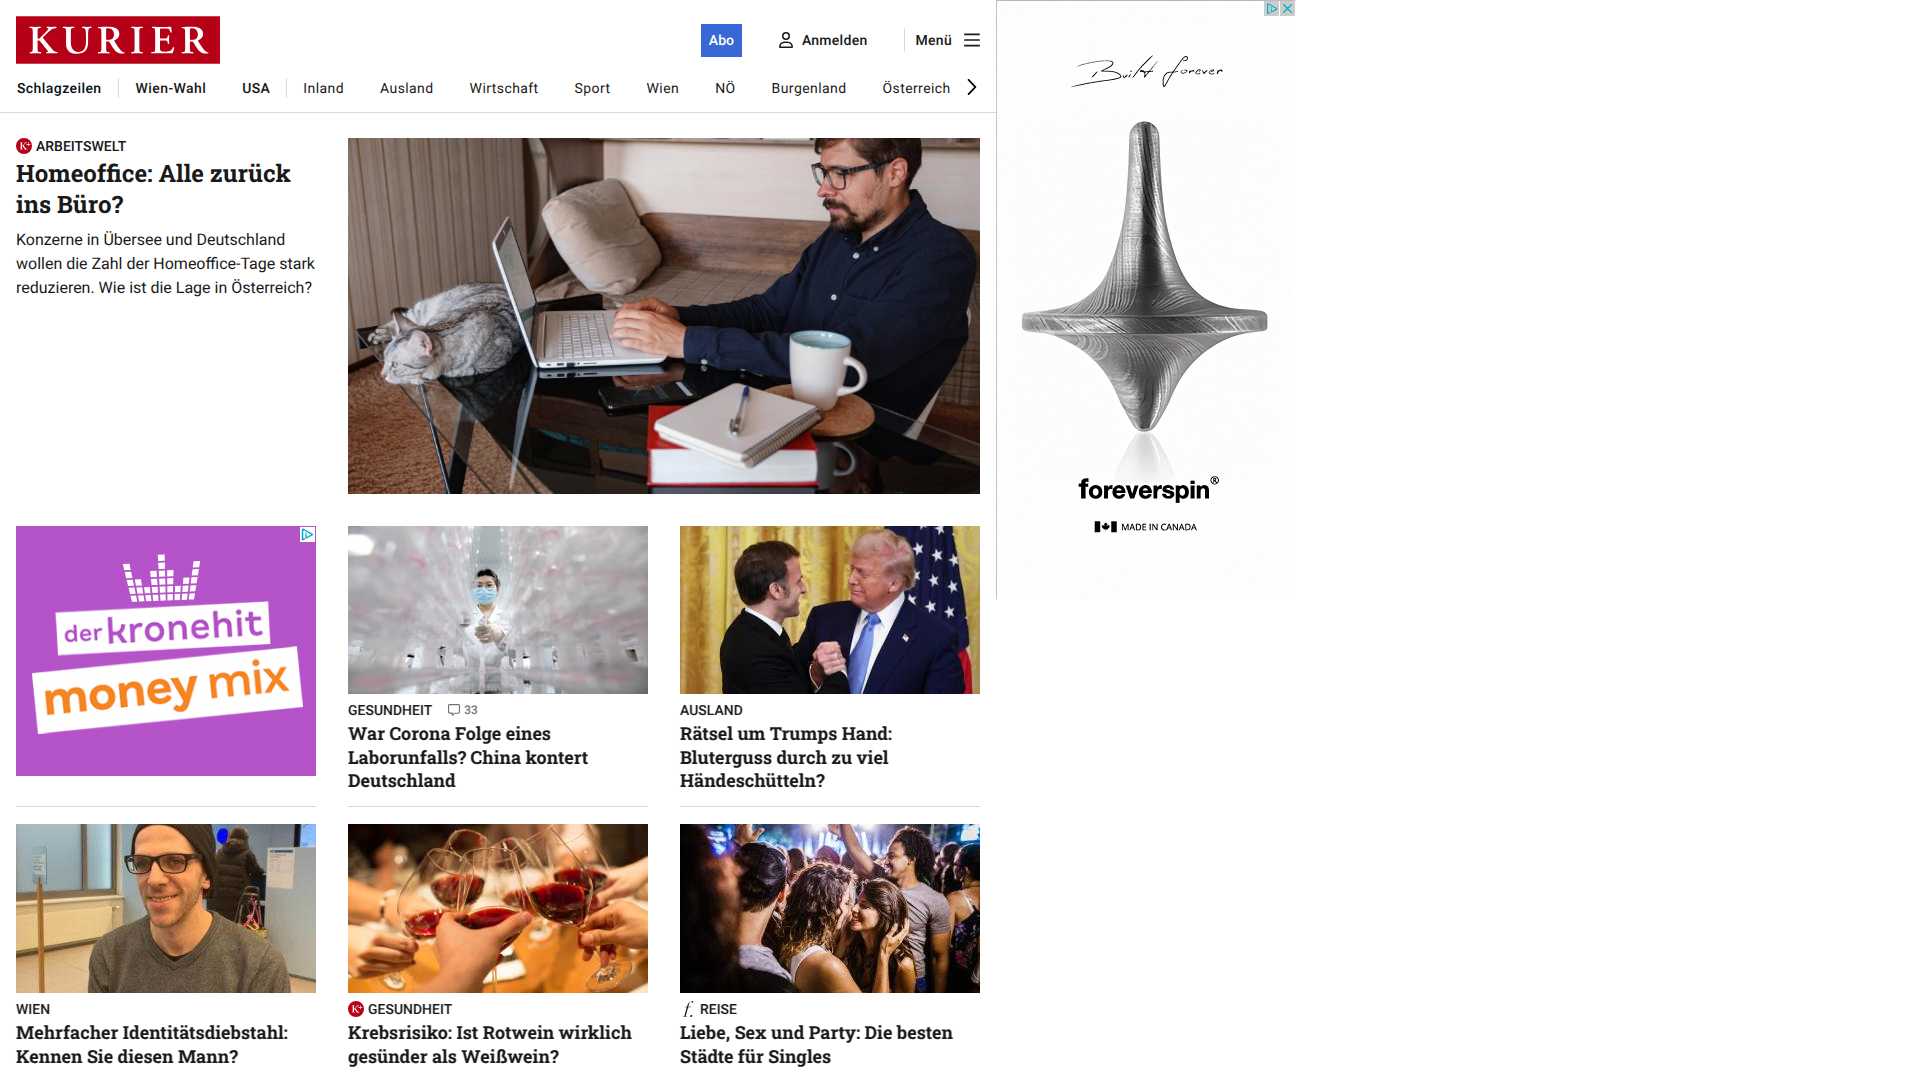 KURIER
Abo
Anmelden
Menü
Schlagzeilen
Wien-Wahl
USA
Inland
Ausland
Wirtschaft
Sport
Wien
NÖ
Burgenland
Österreich
K+ ARBEITSWELT
Homeoffice: Alle zurück
ins Büro?
Konzerne in Übersee und Deutschland
wollen die Zahl der Homeoffice-Tage stark
reduzieren. Wie ist die Lage in Österreich?
Built forever
foreverspin®
MADE IN CANADA
der kronehit
money mix
GESUNDHEIT 33
War Corona Folge eines
Laborunfalls? China kontert
Deutschland
AUSLAND
Rätsel um Trumps Hand:
Bluterguss durch zu viel
Händeschütteln?
WIEN
Mehrfacher Identitätsdiebstahl:
Kennen Sie diesen Mann?
K+ GESUNDHEIT
Krebsrisiko: Ist Rotwein wirklich
gesünder als Weißwein?
f. REISE
Liebe, Sex und Party: Die besten
Städte für Singles